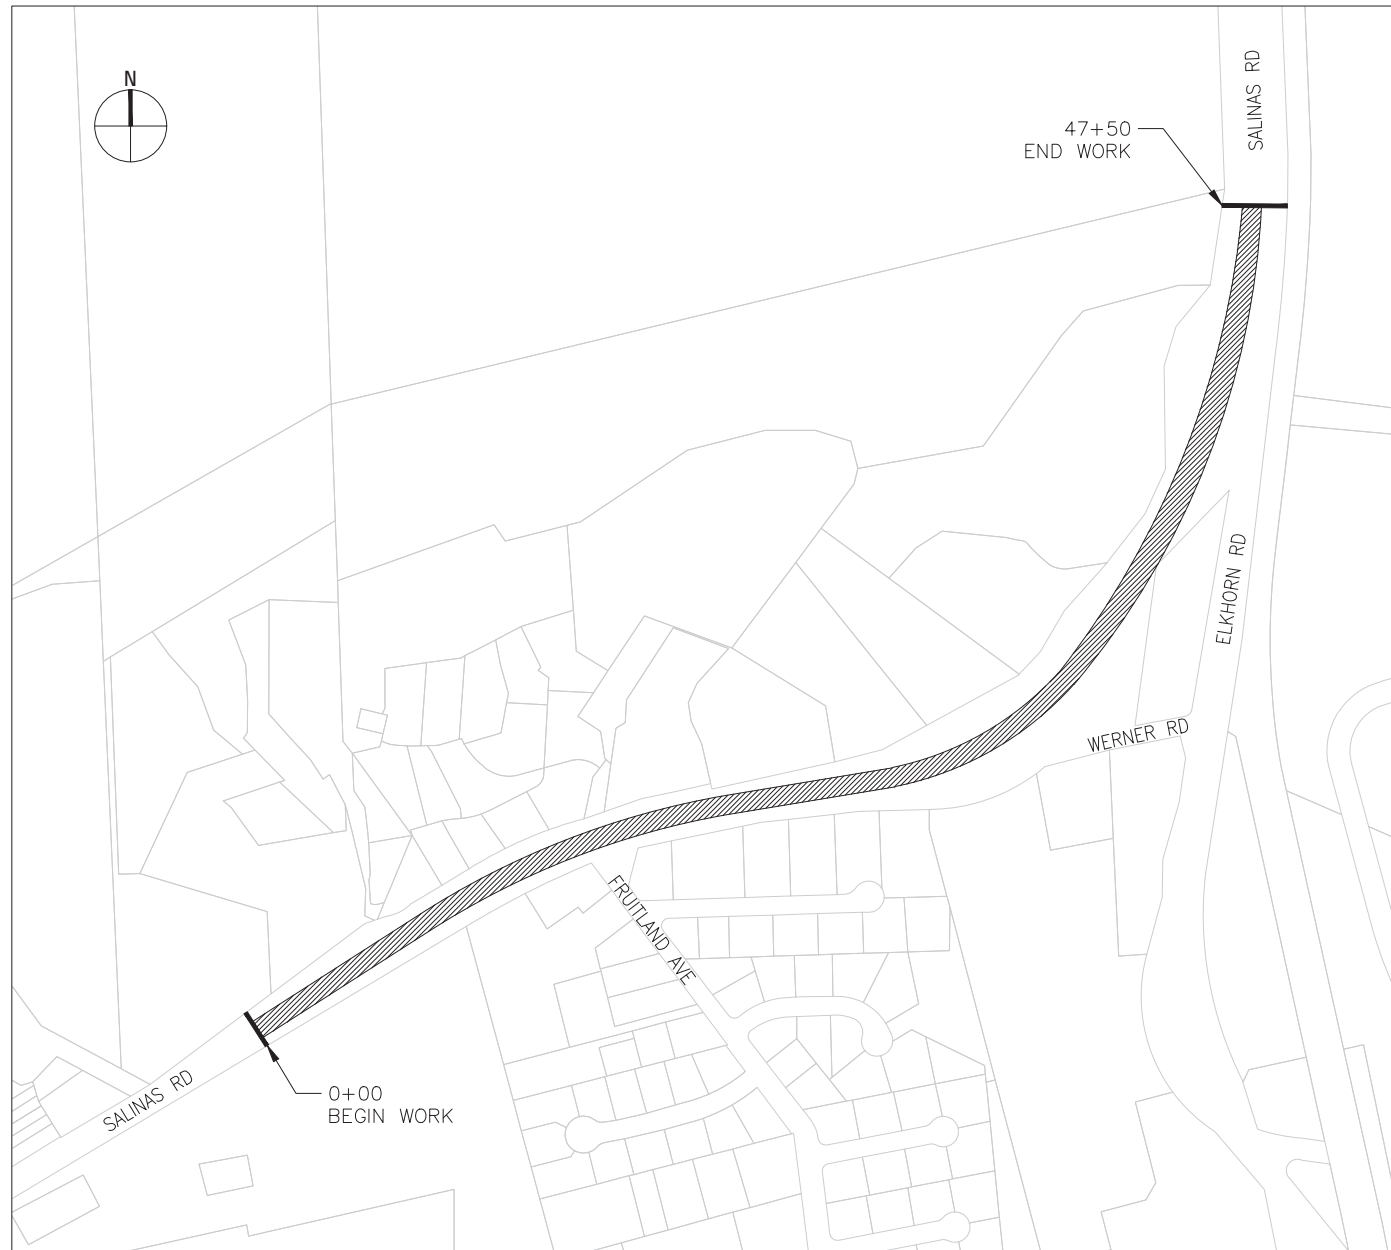 N
SALINAS RD
47+50
END WORK
ELKHORN RD
WERNER RD
FRUITLAND AVE
0+00
BEGIN WORK
SALINAS RD